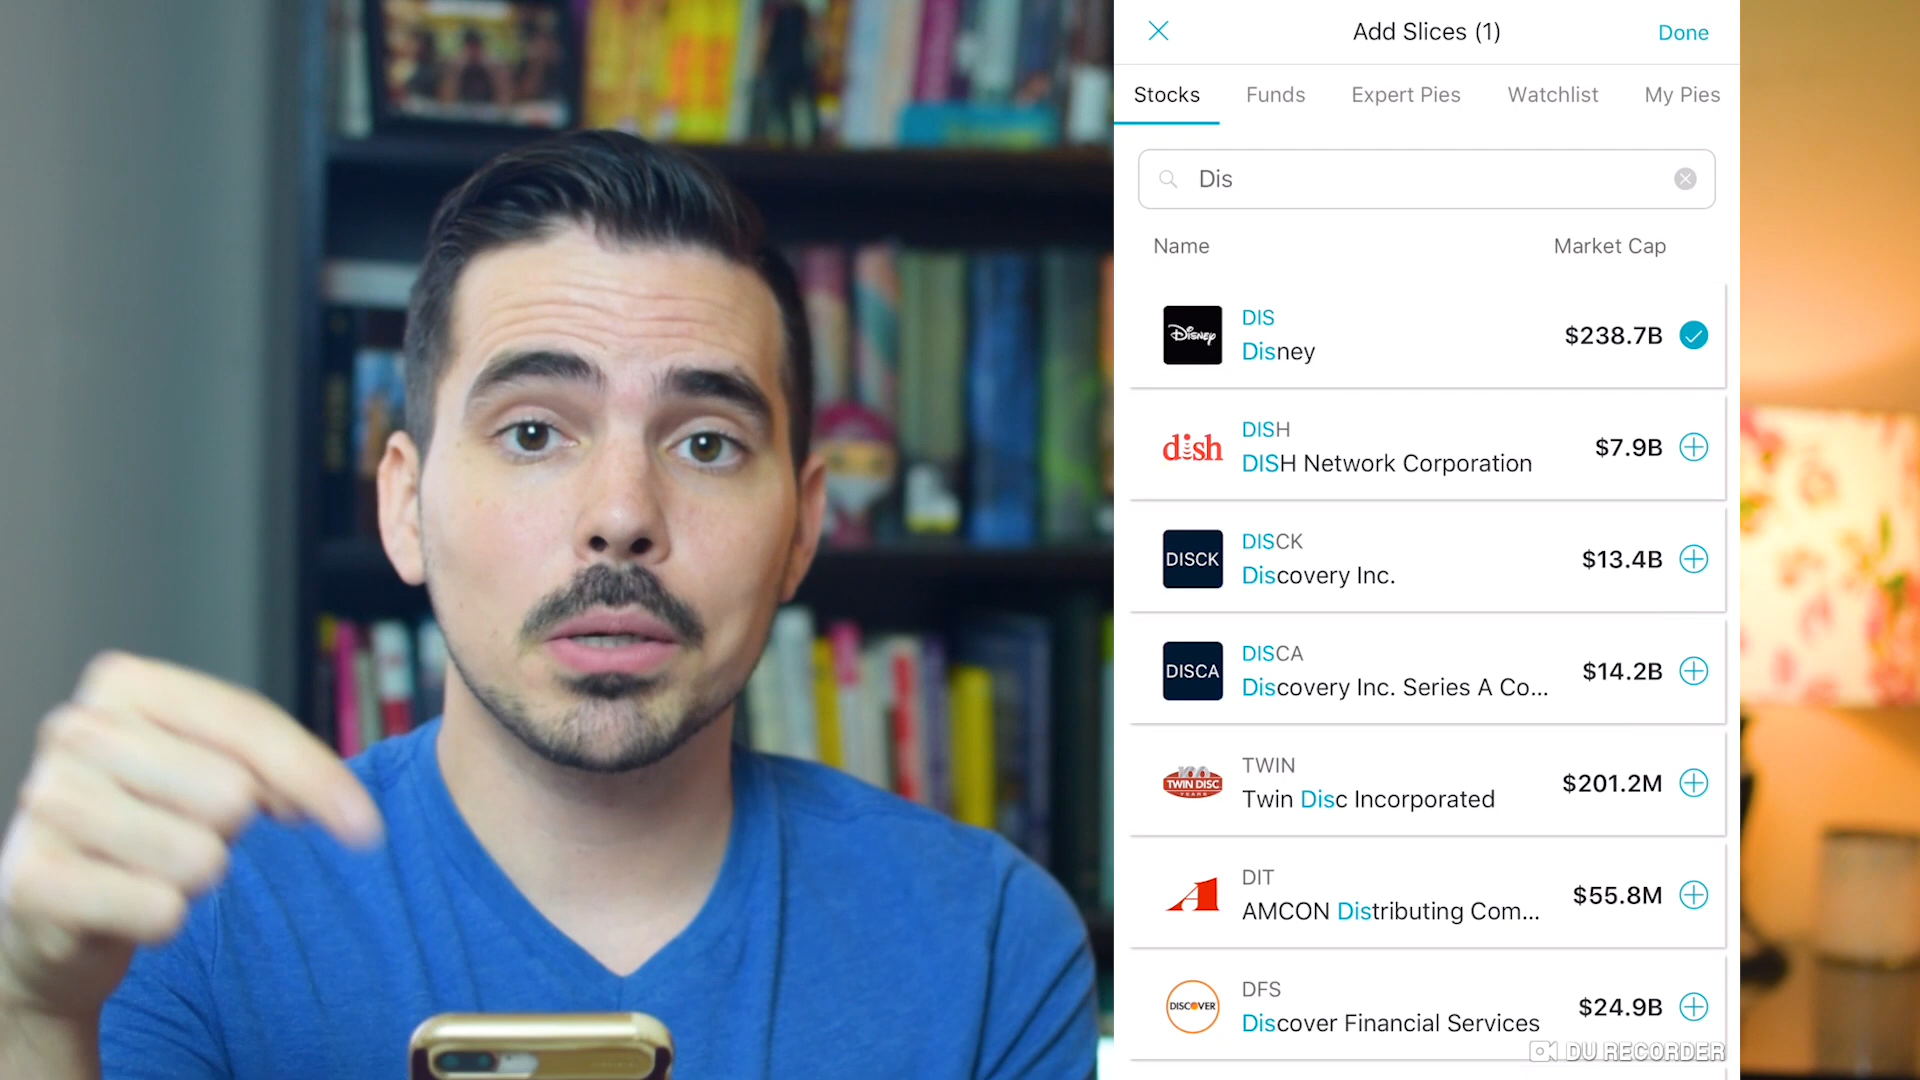 Add Slices (1)
Done
Stocks
Funds
Expert Pies
Watchlist
My Pies
Dis
Name
Market Cap
Disney
DIS
Disney
$238.7B
dish
DISH
DISH Network Corporation
$7.9B
DISCK
DISCK
Discovery Inc.
$13.4B
DISCA
DISCA
Discovery Inc. Series A Co...
$14.2B
100
TWIN DISC
YEARS
TWIN
Twin Disc Incorporated
$201.2M
A
DIT
AMCON Distributing Com...
$55.8M
DISCOVER
DFS
Discover Financial Services
$24.9B
DU RECORDER